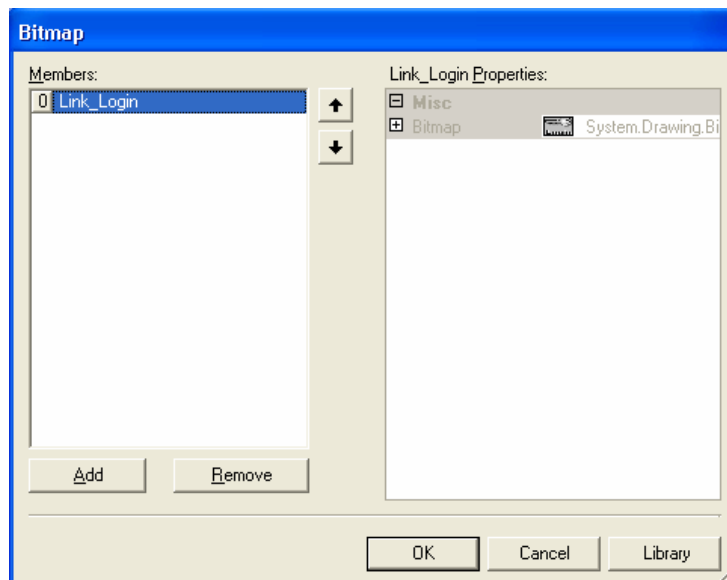 Bitmap
Members:
Link_Login Properties:
0 Link_Login
Misc
Bitmap System.Drawing.Bi
Add
Remove
OK
Cancel
Library